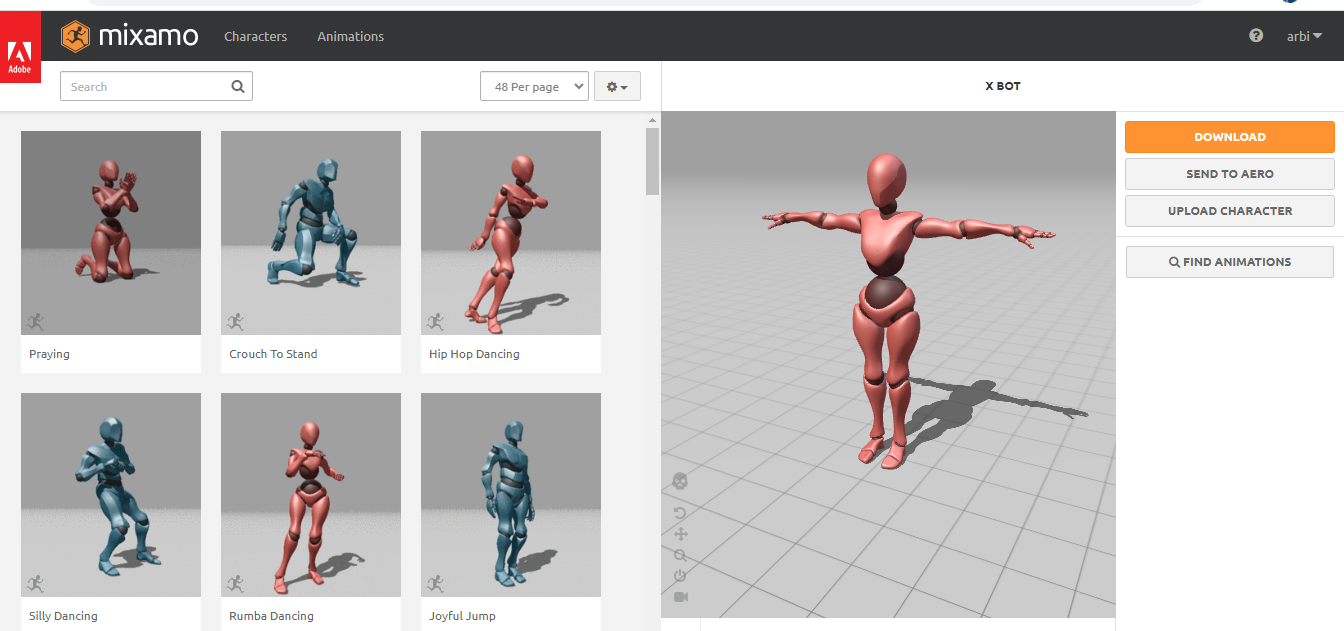 Adobe
mixamo
Characters
Animations
arbi
Search
48 Per page
X BOT
DOWNLOAD
SEND TO AERO
UPLOAD CHARACTER
FIND ANIMATIONS
Praying
Crouch To Stand
Hip Hop Dancing
Silly Dancing
Rumba Dancing
Joyful Jump